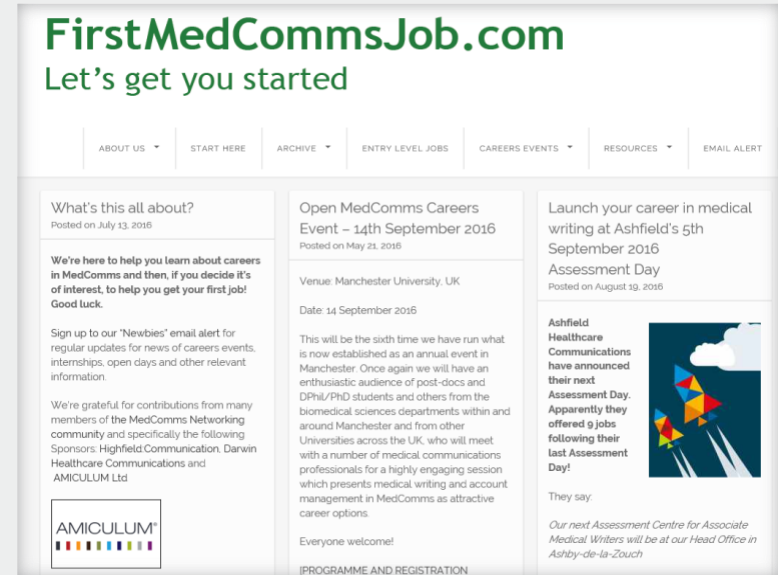 FirstMedCommsJob.com
Let's get you started
ABOUT US
START HERE
ARCHIVE
ENTRY LEVEL JOBS
CAREERS EVENTS
RESOURCES
EMAIL ALERT
What's this all about?
Posted on July 13, 2016
We're here to help you learn about careers
in MedComms and then, if you decide it's
of interest, to help you get your first job!
Good luck.
Sign up to our "Newbies" email alert for
regular updates for news of careers events,
internships, open days and other relevant
information.
We're grateful for contributions from many
members of the MedComms Networking
community and specifically the following
Sponsors: Highfield:Communication, Darwin
Healthcare Communications and
AMICULUM Ltd
AMICULUM®
Open MedComms Careers
Event – 14th September 2016
Posted on May 21, 2016
Venue: Manchester University, UK
Date: 14 September 2016
This will be the sixth time we have run what
is now established as an annual event in
Manchester. Once again we will have an
enthusiastic audience of post-docs and
DPhil/PhD students and others from the
biomedical sciences departments within and
around Manchester and from other
Universities across the UK, who will meet
with a number of medical communications
professionals for a highly engaging session
which presents medical writing and account
management in MedComms as attractive
career options.
Everyone welcome!
[PROGRAMME AND REGISTRATION
Launch your career in medical
writing at Ashfield's 5th
September 2016
Assessment Day
Posted on August 19, 2016
Ashfield
Healthcare
Communications
have announced
their next
Assessment Day.
Apparently they
offered 9 jobs
following their
last Assessment
Day!
They say:
Our next Assessment Centre for Associate
Medical Writers will be at our Head Office in
Ashby-de-la-Zouch